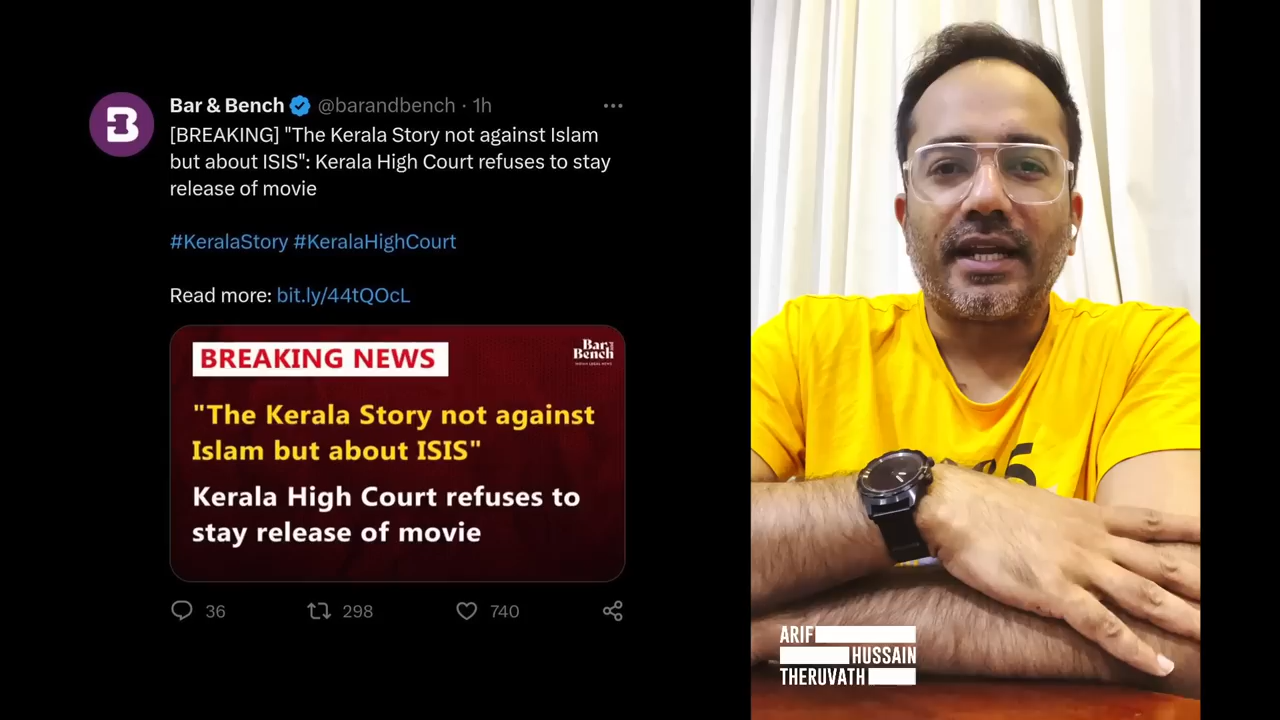 Bar & Bench @barandbench · 1h
[BREAKING] "The Kerala Story not against Islam
but about ISIS": Kerala High Court refuses to stay
release of movie
#KeralaStory #KeralaHighCourt
Read more: bit.ly/44tQOcL
BREAKING NEWS
Bar & Bench
"The Kerala Story not against
Islam but about ISIS"
Kerala High Court refuses to
stay release of movie
36 298 740
ARIF
HUSSAIN
THERUVATH